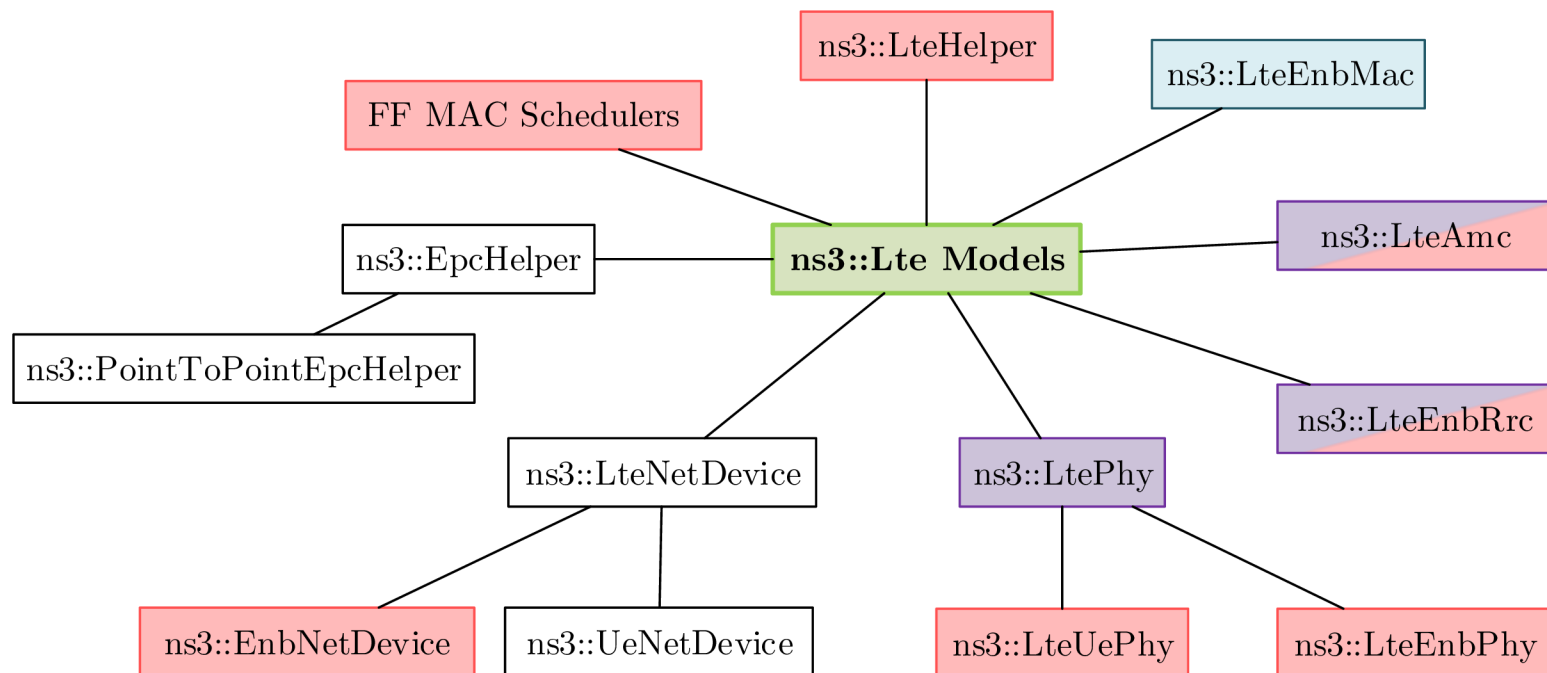 ns3::LteHelper
ns3::LteEnbMac
FF MAC Schedulers
ns3::LteAmc
ns3::EpcHelper
ns3::Lte Models
ns3::PointToPointEpcHelper
ns3::LteEnbRrc
ns3::LteNetDevice
ns3::LtePhy
ns3::EnbNetDevice
ns3::UeNetDevice
ns3::LteUePhy
ns3::LteEnbPhy